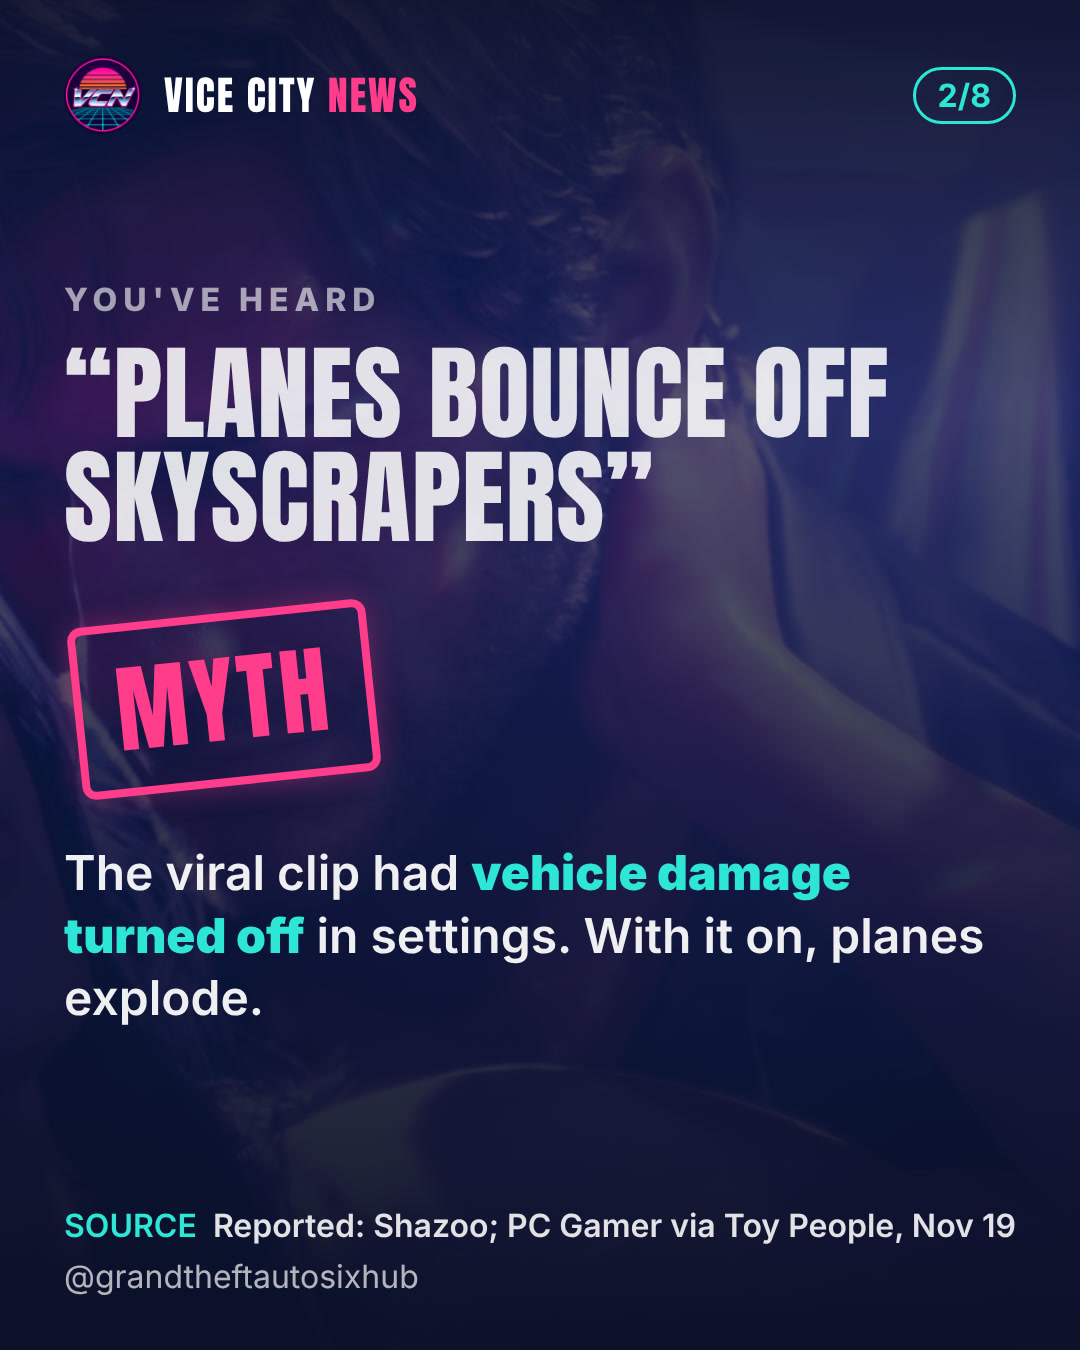 VCN
VICE CITY NEWS
2/8
YOU'VE HEARD
“PLANES BOUNCE OFF
SKYSCRAPERS”
MYTH
The viral clip had vehicle damage
turned off in settings. With it on, planes
explode.
SOURCE Reported: Shazoo; PC Gamer via Toy People, Nov 19
@grandtheftautosixhub